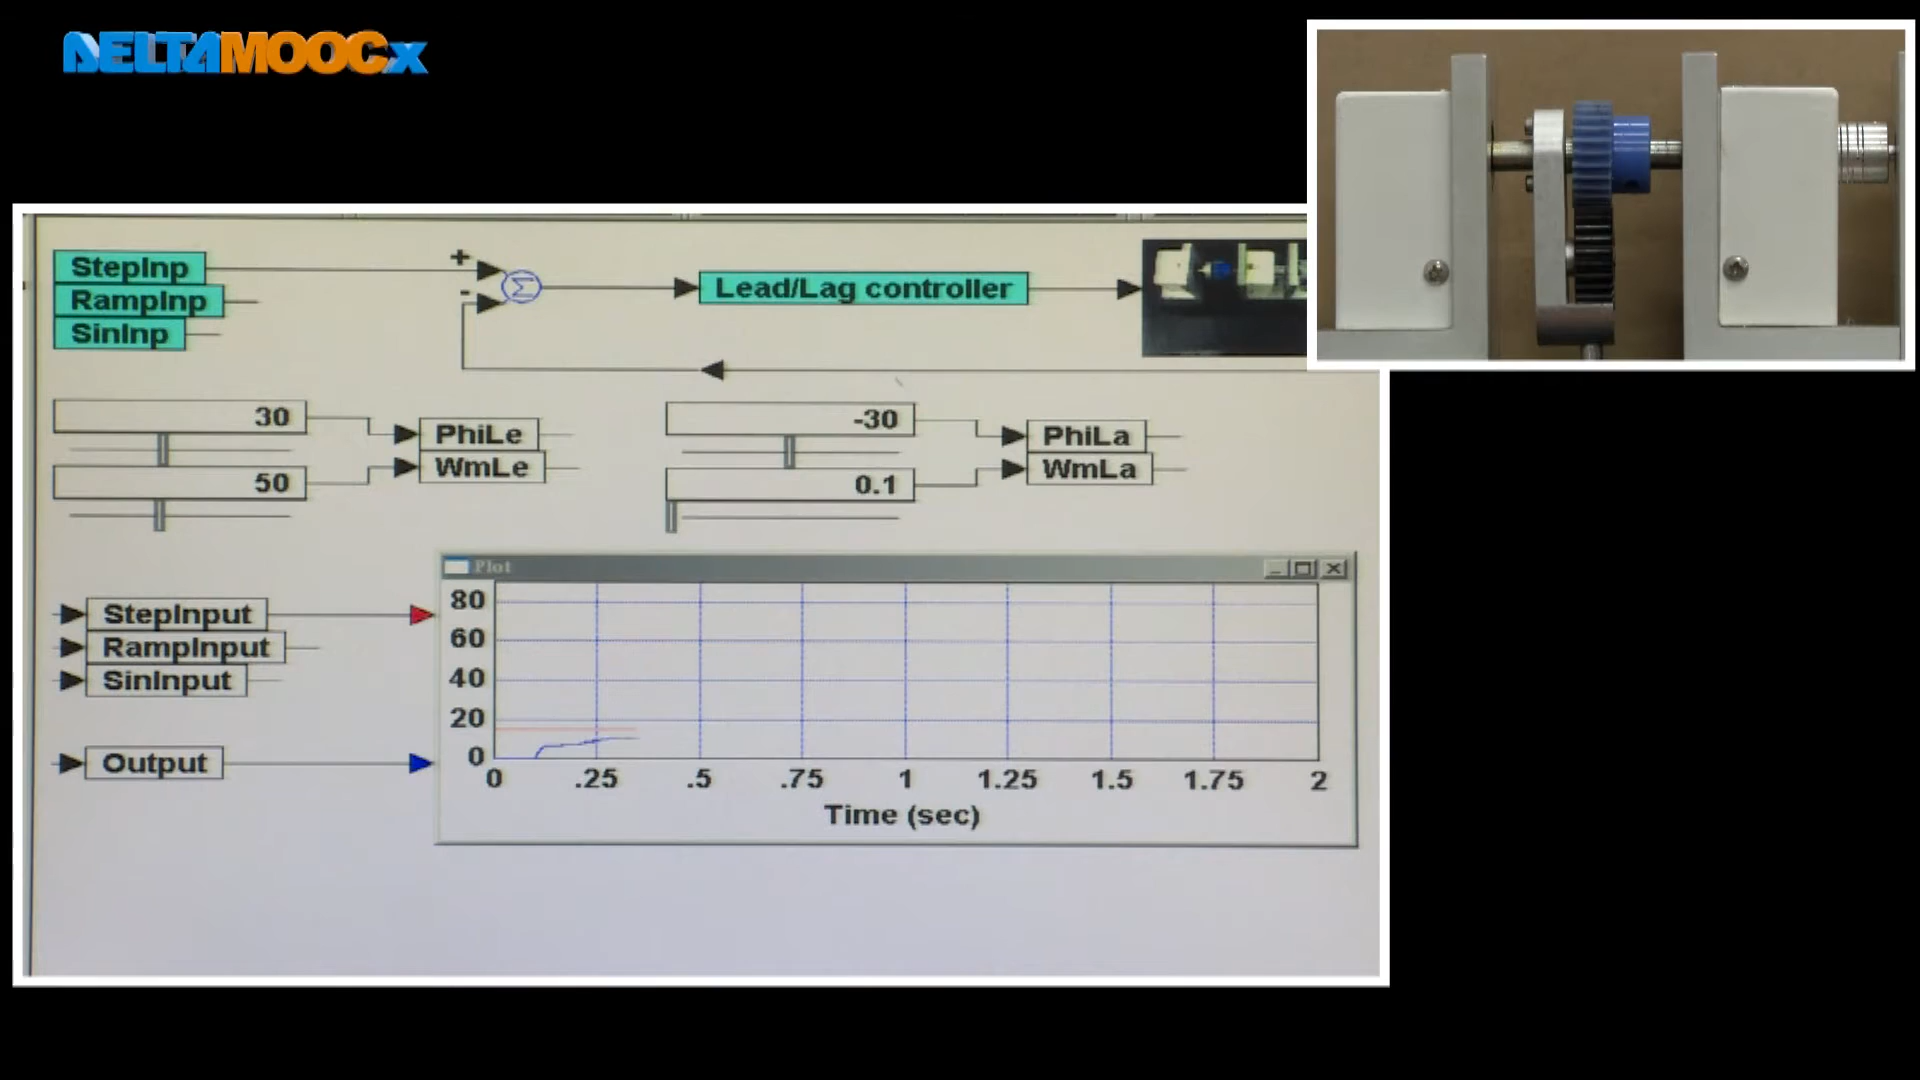 DELTAMOOCx
StepInp
+
RampInp
-
Σ
Lead/Lag controller
SinInp
30
PhiLe
50
WmLe
-30
PhiLa
0.1
WmLa
Plot
StepInput
RampInput
SinInput
Output
80
60
40
20
0
0 .25 .5 .75 1 1.25 1.5 1.75 2
Time (sec)